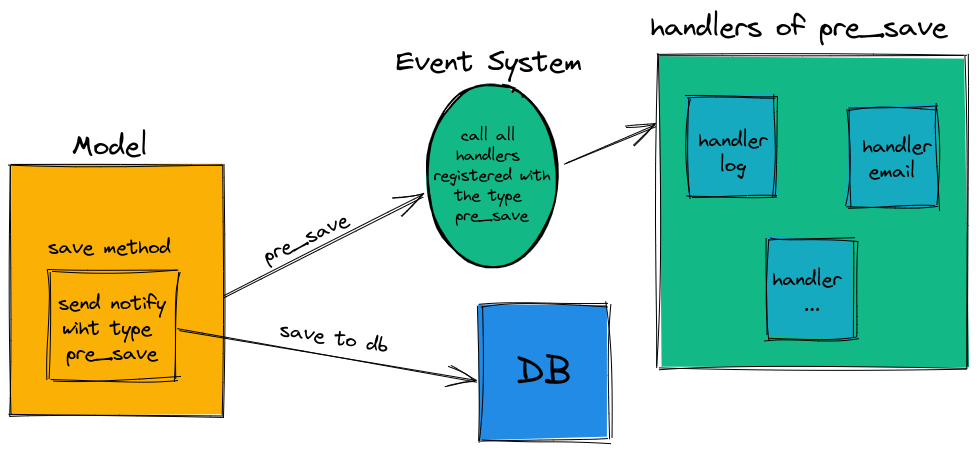 Model
save method
send notify
wiht type
pre_save
pre_save
save to db
Event System
call all
handlers
registered with
the type
pre_save
DB
handlers of pre_save
handler
log
handler
email
handler
...